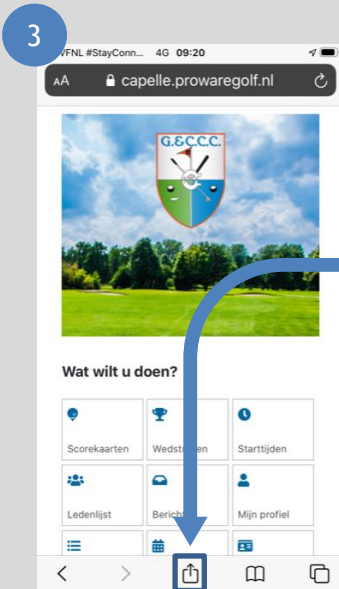 3
VFNL #StayConn... 4G 09:20
AA capelle.prowaregolf.nl
G.&C.C.C.
Wat wilt u doen?
Scorekaarten
Starttijden
Ledenlijst
Mijn profiel